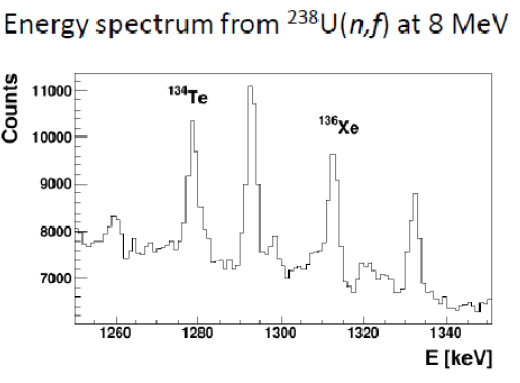 Energy spectrum from ²³⁸U(n,f) at 8 MeV
Counts
11000
10000
9000
8000
7000
¹³⁴Te
¹³⁶Xe
1260 1280 1300 1320 1340
E [keV]